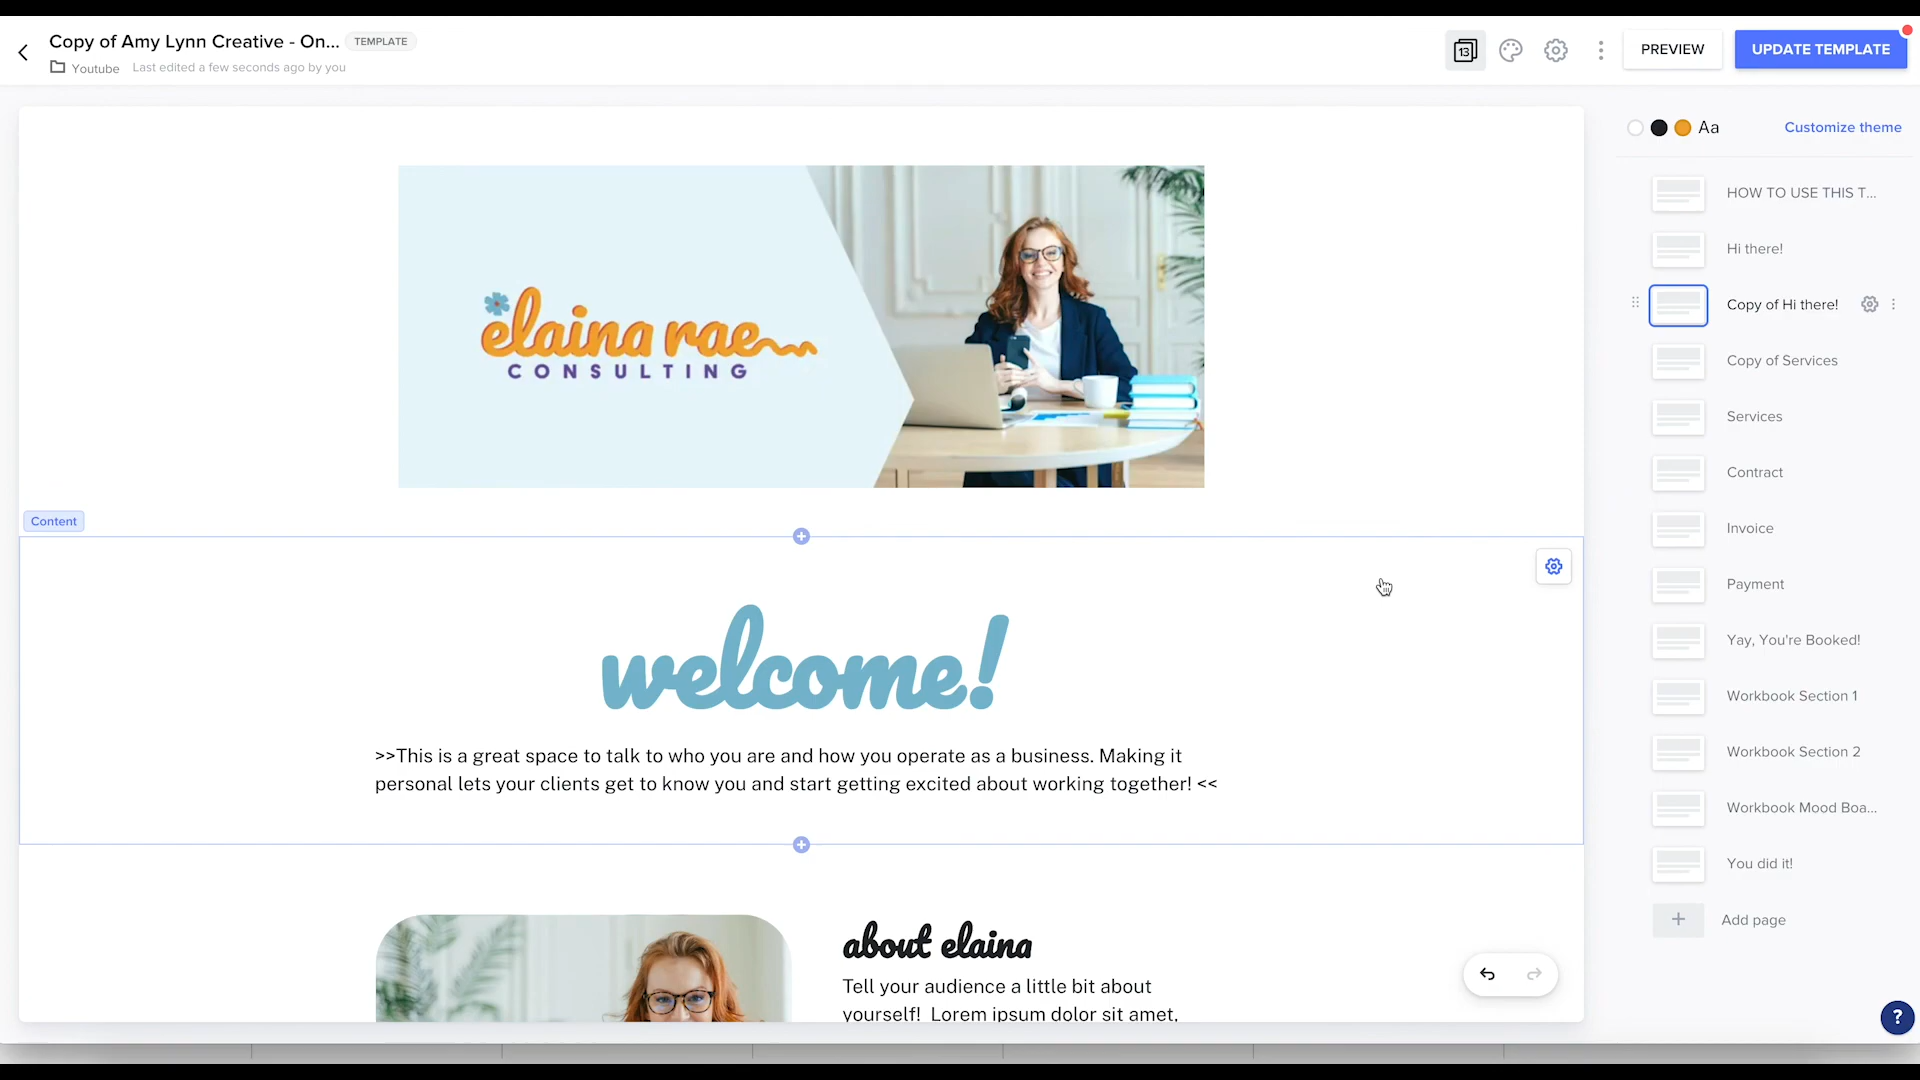 Copy of Amy Lynn Creative - On...
TEMPLATE
Youtube
Last edited a few seconds ago by you
13
PREVIEW
UPDATE TEMPLATE
elaina rae
CONSULTING
Content
welcome!
>>This is a great space to talk to who you are and how you operate as a business. Making it
personal lets your clients get to know you and start getting excited about working together! <<
about elaina
Tell your audience a little bit about
yourself! Lorem ipsum dolor sit amet,
Aa
Customize theme
HOW TO USE THIS T...
Hi there!
Copy of Hi there!
Copy of Services
Services
Contract
Invoice
Payment
Yay, You're Booked!
Workbook Section 1
Workbook Section 2
Workbook Mood Boa...
You did it!
+ Add page
?